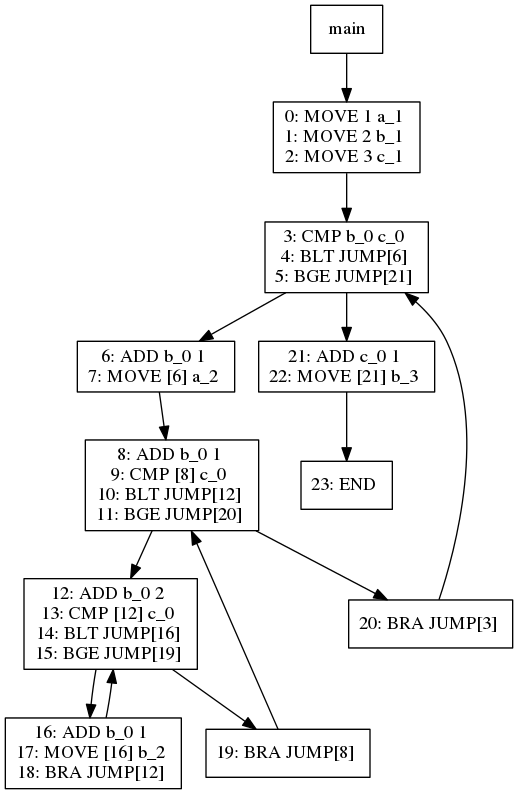 main
0: MOVE 1 a_1
1: MOVE 2 b_1
2: MOVE 3 c_1
3: CMP b_0 c_0
4: BLT JUMP[6]
5: BGE JUMP[21]
6: ADD b_0 1
7: MOVE [6] a_2
21: ADD c_0 1
22: MOVE [21] b_3
8: ADD b_0 1
9: CMP [8] c_0
10: BLT JUMP[12]
11: BGE JUMP[20]
23: END
12: ADD b_0 2
13: CMP [12] c_0
14: BLT JUMP[16]
15: BGE JUMP[19]
20: BRA JUMP[3]
16: ADD b_0 1
17: MOVE [16] b_2
18: BRA JUMP[12]
19: BRA JUMP[8]